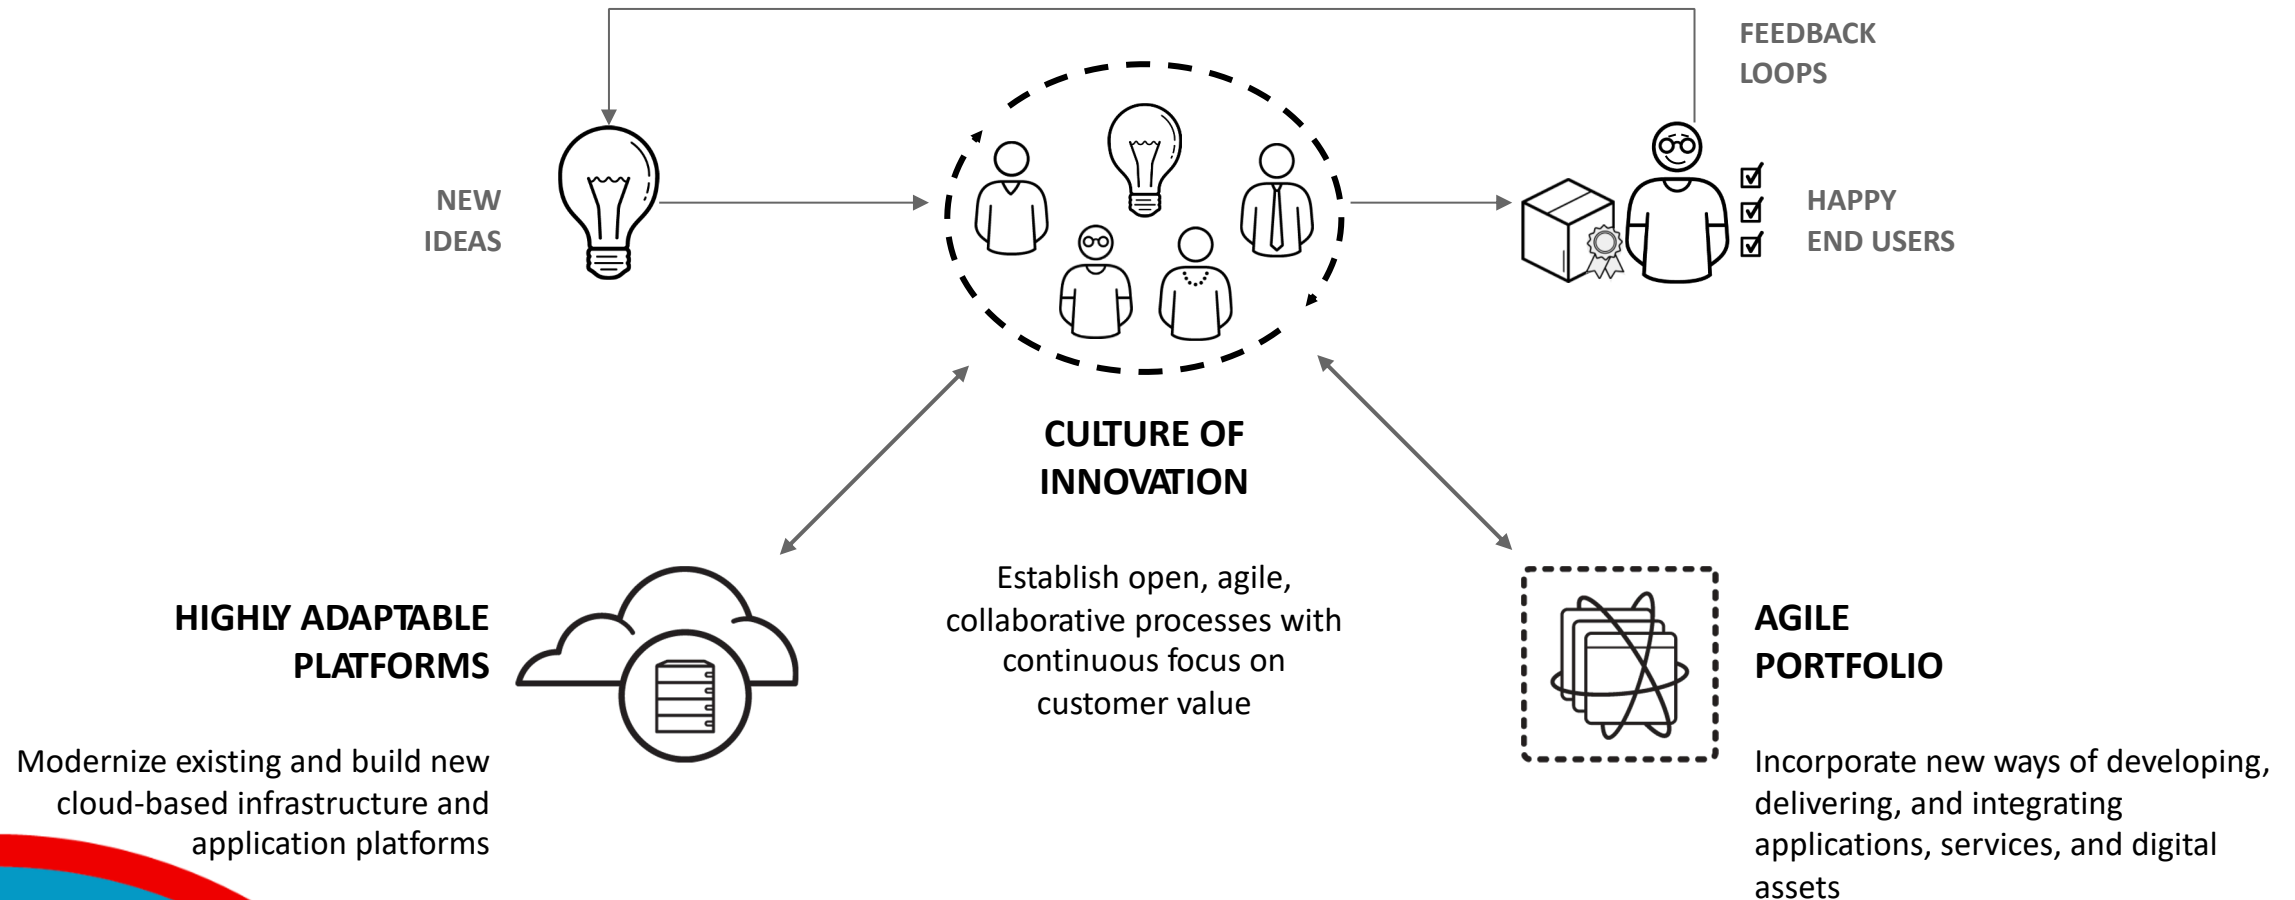 FEEDBACK
LOOPS
NEW
IDEAS
HAPPY
END USERS
CULTURE OF
INNOVATION
Establish open, agile,
collaborative processes with
continuous focus on
customer value
HIGHLY ADAPTABLE
PLATFORMS
Modernize existing and build new
cloud-based infrastructure and
application platforms
AGILE
PORTFOLIO
Incorporate new ways of developing,
delivering, and integrating
applications, services, and digital
assets